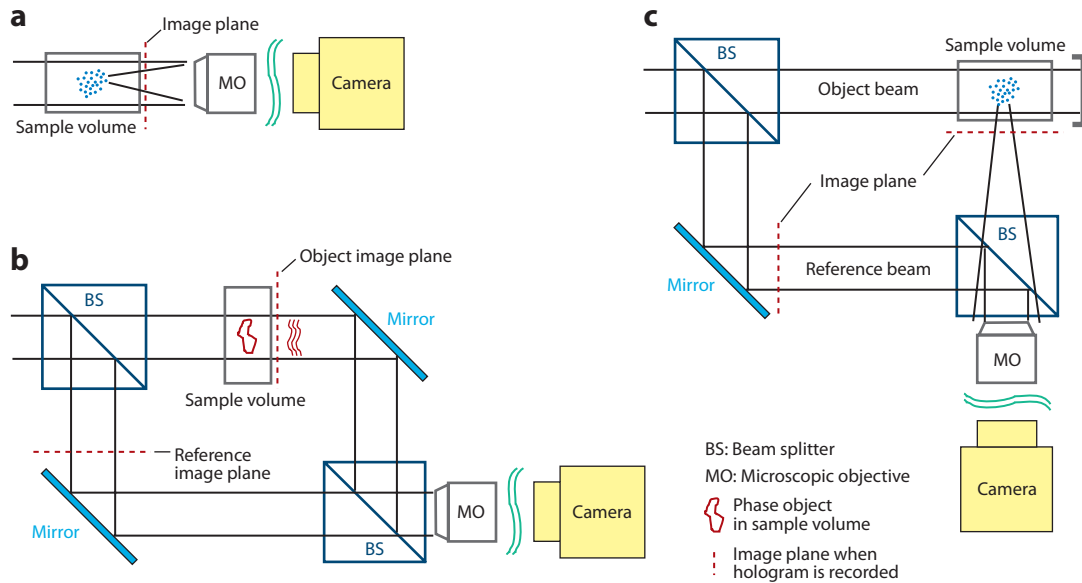 a
Image plane
MO
Camera
Sample volume
b
Object image plane
BS
Mirror
Sample volume
Reference
image plane
Mirror
BS
MO
Camera
c
BS
Sample volume
Object beam
Image plane
BS
Mirror
Reference beam
MO
Camera
BS: Beam splitter
MO: Microscopic objective
Phase object
in sample volume
Image plane when
hologram is recorded